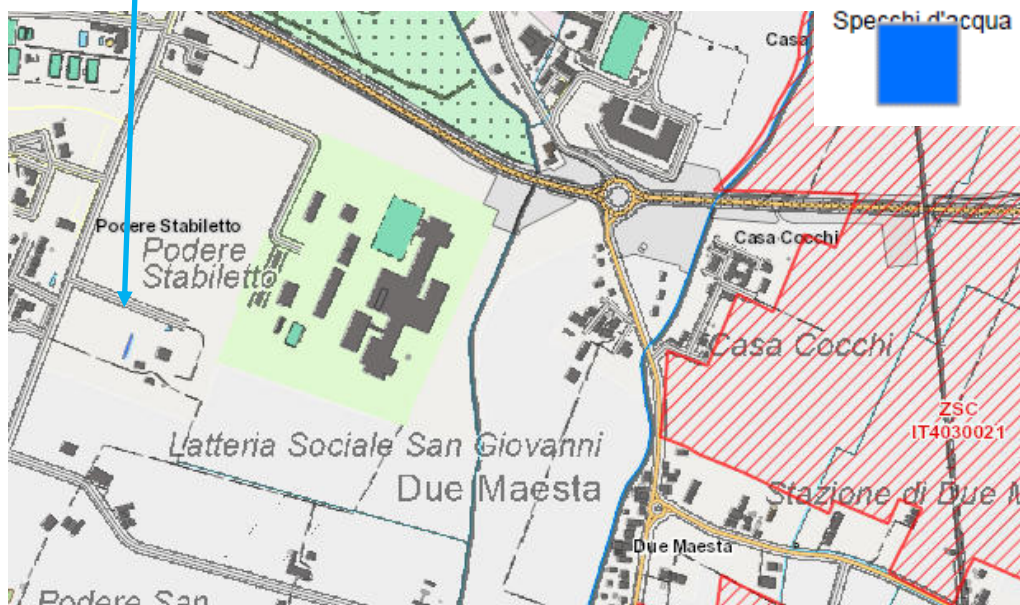 Specchi d'acqua
Casa
Podere Stabiletto
Podere
Stabiletto
Casa Cocchi
Casa Cocchi
ZSC
IT4030021
Latteria Sociale San Giovanni
Due Maesta
Stazione di Due M
Due Maesta
Podere San